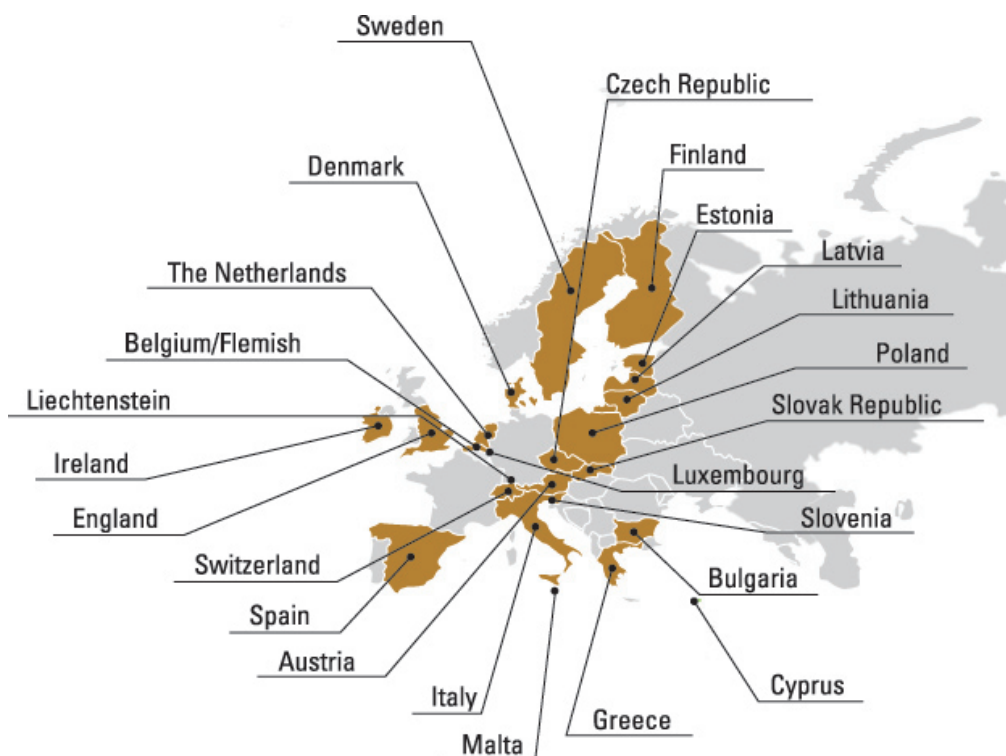 Sweden
Czech Republic
Denmark
Finland
Estonia
The Netherlands
Latvia
Lithuania
Belgium/Flemish
Poland
Liechtenstein
Slovak Republic
Ireland
Luxembourg
England
Slovenia
Switzerland
Bulgaria
Spain
Austria
Italy
Cyprus
Greece
Malta